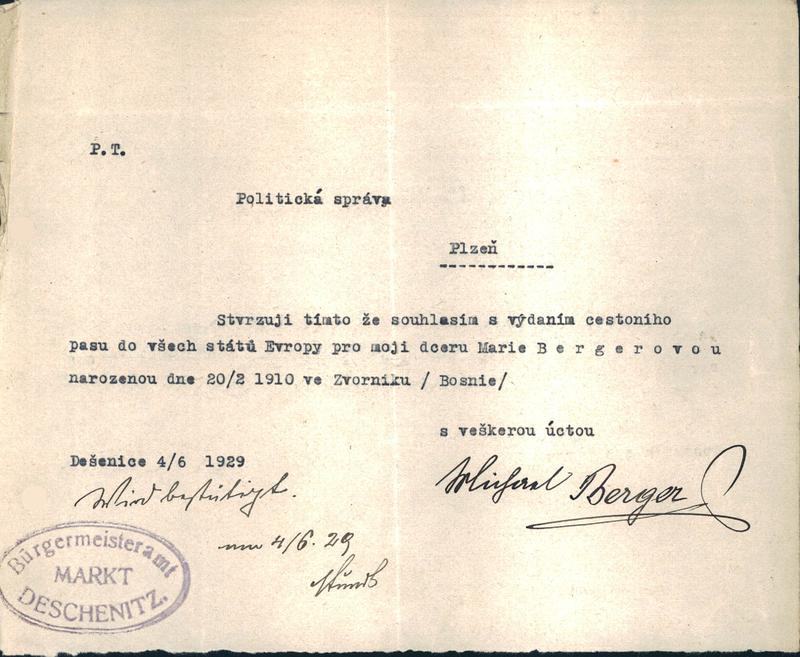 P.T.
Politická správa
Plzeň
Stvrzuji tímto že souhlasím s výdaním cestoního
pasu do všech států Evropy pro moji dceru Marie B e r g e r o v o u
narozenou dne 20/2 1910 ve Zvorniku / Bosnie/
s veškerou úctou
Dešenice 4/6 1929
Michael Berger
Wird bestätigt.
am 4/6. 29
Bürgermeisteramt
MARKT
DESCHENITZ.